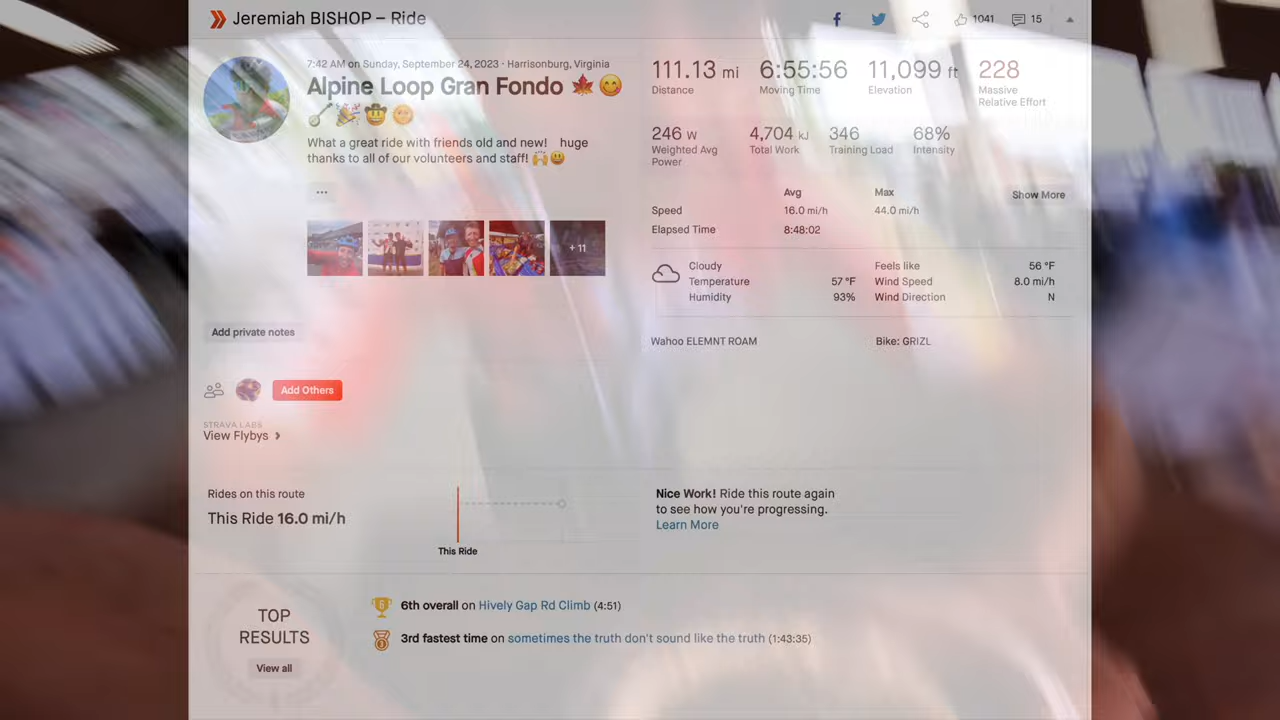 Jeremiah BISHOP – Ride
1041
15
7:42 AM on Sunday, September 24, 2023 · Harrisonburg, Virginia
Alpine Loop Gran Fondo 🍁😋
🪕🎉🤠🌞
What a great ride with friends old and new! huge
thanks to all of our volunteers and staff! 🙌😃
...
+ 11
Add private notes
Add Others
STRAVA LABS
View Flybys
111.13 mi 6:55:56 11,099 ft 228
Distance Moving Time Elevation Massive
Relative Effort
246 W 4,704 kJ 346 68%
Weighted Avg Total Work Training Load Intensity
Power
Avg Max Show More
Speed 16.0 mi/h 44.0 mi/h
Elapsed Time 8:48:02
Cloudy Feels like 56 °F
Temperature 57 °F Wind Speed 8.0 mi/h
Humidity 93% Wind Direction N
Wahoo ELEMNT ROAM Bike: GRIZL
Rides on this route
This Ride 16.0 mi/h
This Ride
Nice Work! Ride this route again
to see how you're progressing.
Learn More
TOP
RESULTS
View all
6th overall on Hively Gap Rd Climb (4:51)
3rd fastest time on sometimes the truth don't sound like the truth (1:43:35)